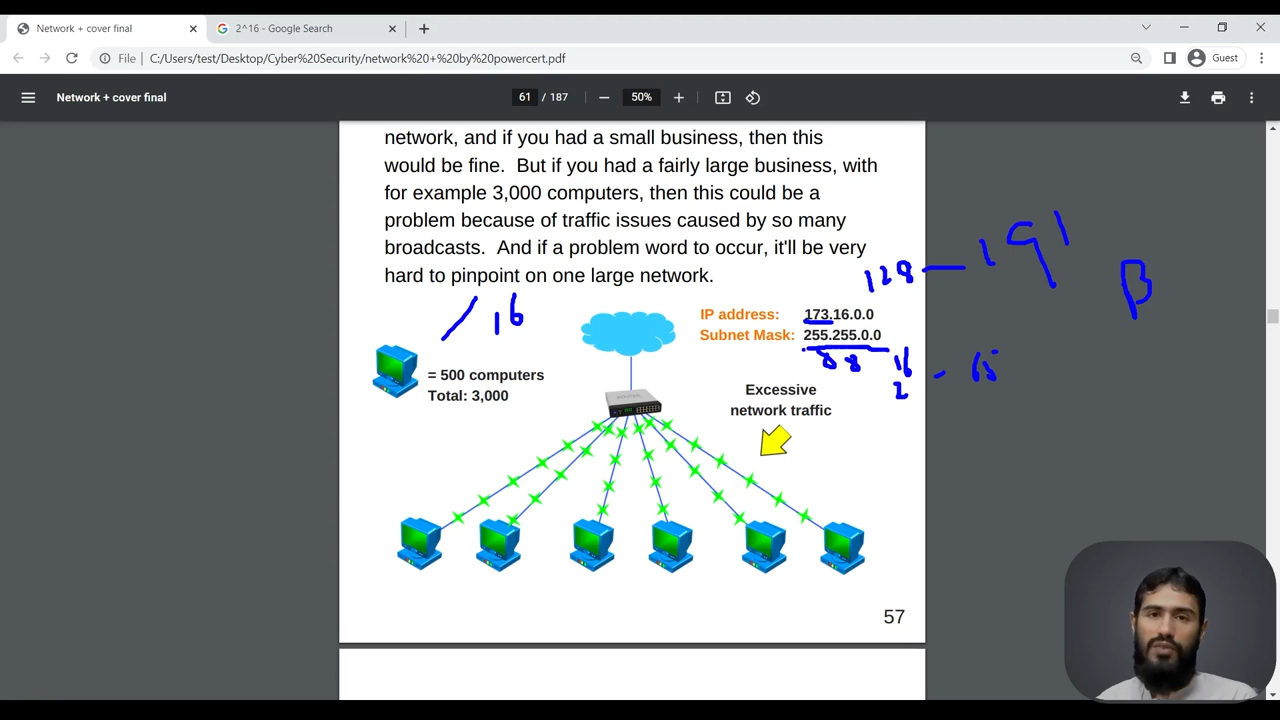 Network + cover final
2^16 - Google Search
File
C:/Users/test/Desktop/Cyber%20Security/network%20+%20by%20powercert.pdf
Guest
Network + cover final
61 / 187
50%
network, and if you had a small business, then this
would be fine. But if you had a fairly large business, with
for example 3,000 computers, then this could be a
problem because of traffic issues caused by so many
broadcasts. And if a problem word to occur, it'll be very
hard to pinpoint on one large network.
128 — 191 B
/16
IP address: 173.16.0.0
Subnet Mask: 255.255.0.0
8 8 16
2 - 65
= 500 computers
Total: 3,000
Excessive
network traffic
57